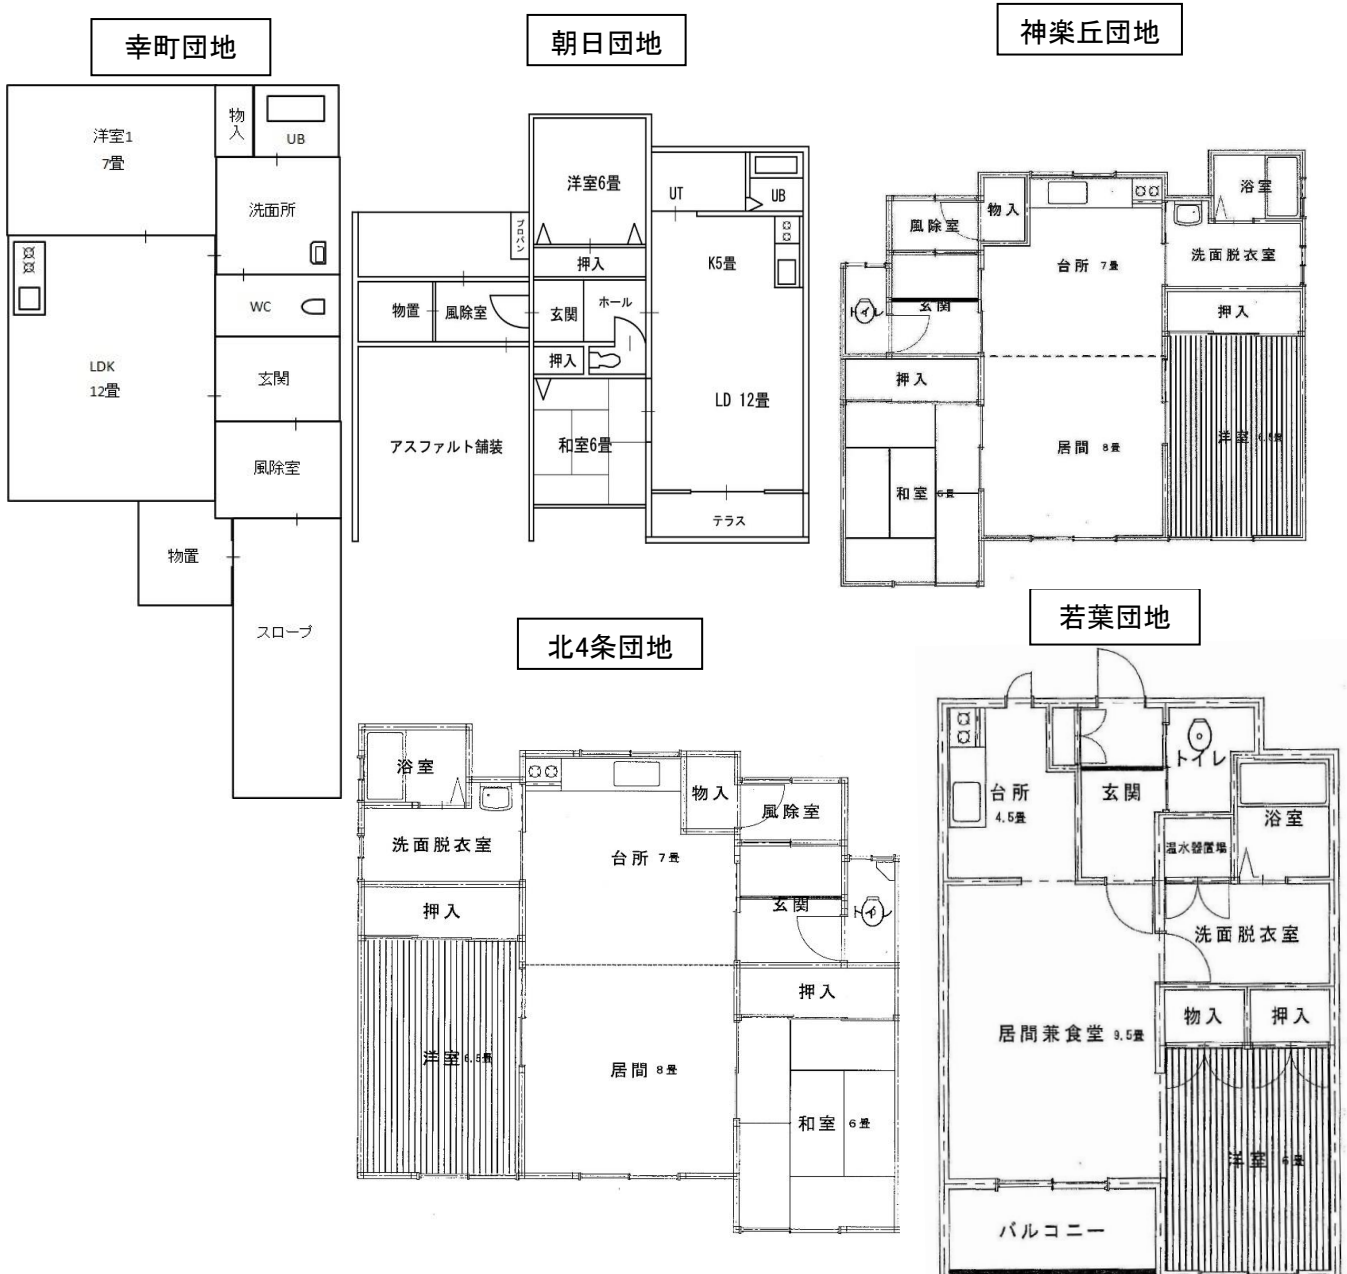 幸町団地
洋室1
7畳
物入
UB
洗面所
WC
LDK
12畳
玄関
風除室
物置
スロープ
朝日団地
洋室6畳
UT
UB
プロパン
押入
K5畳
物置
風除室
玄関
ホール
押入
LD 12畳
アスファルト舗装
和室6畳
テラス
神楽丘団地
浴室
物入
風除室
台所 7畳
洗面脱衣室
トイレ
玄関
押入
押入
居間 8畳
洋室 6.5畳
和室 6畳
北4条団地
浴室
物入
風除室
洗面脱衣室
台所 7畳
押入
玄関
トイレ
押入
洋室 6.5畳
居間 8畳
和室 6畳
若葉団地
トイレ
台所
4.5畳
玄関
浴室
温水器置場
洗面脱衣室
物入
押入
居間兼食堂 9.5畳
洋室 6畳
バルコニー